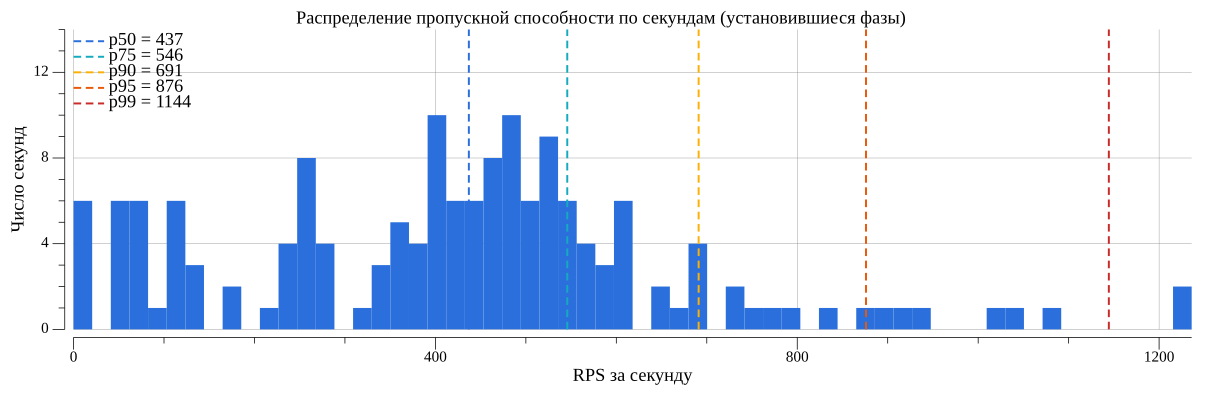 Распределение пропускной способности по секундам (установившиеся фазы)
p50 = 437
p75 = 546
p90 = 691
p95 = 876
p99 = 1144
12
8
4
0
Число секунд
0 400 800 1200
RPS за секунду